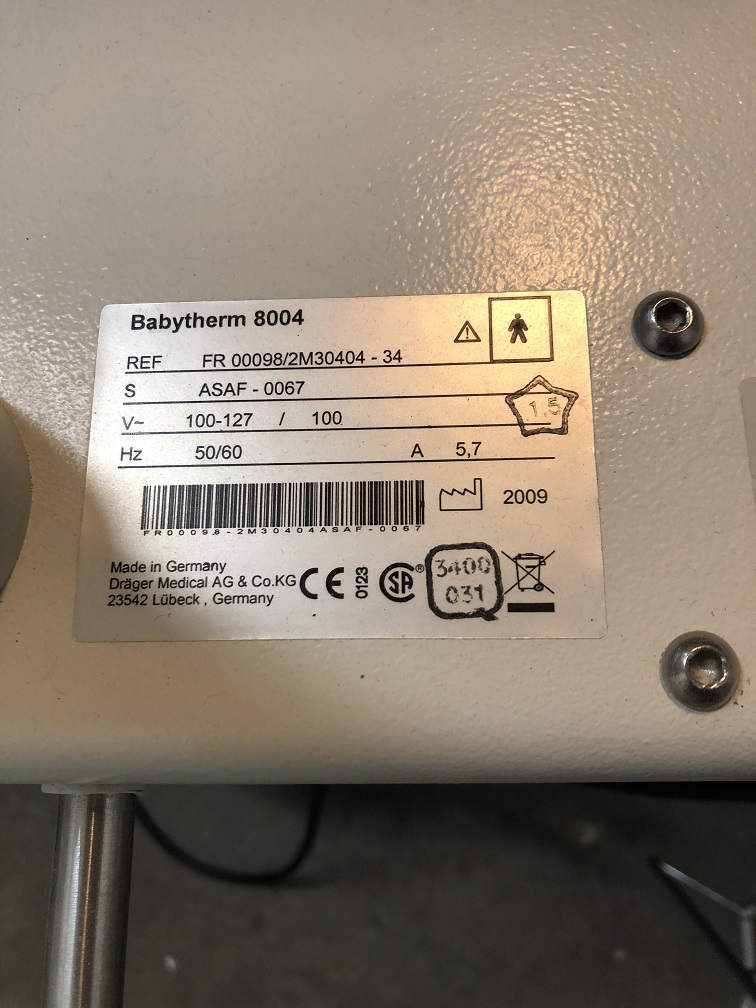 Babytherm 8004
REF FR 00098/2M30404 - 34
S ASAF - 0067
V~ 100-127 / 100
1.5
Hz 50/60 A 5,7
2009
FR00098-2M30404ASAF-0067
Made in Germany
Dräger Medical AG & Co.KG
23542 Lübeck , Germany
CE 0123
SA ®
3400
031